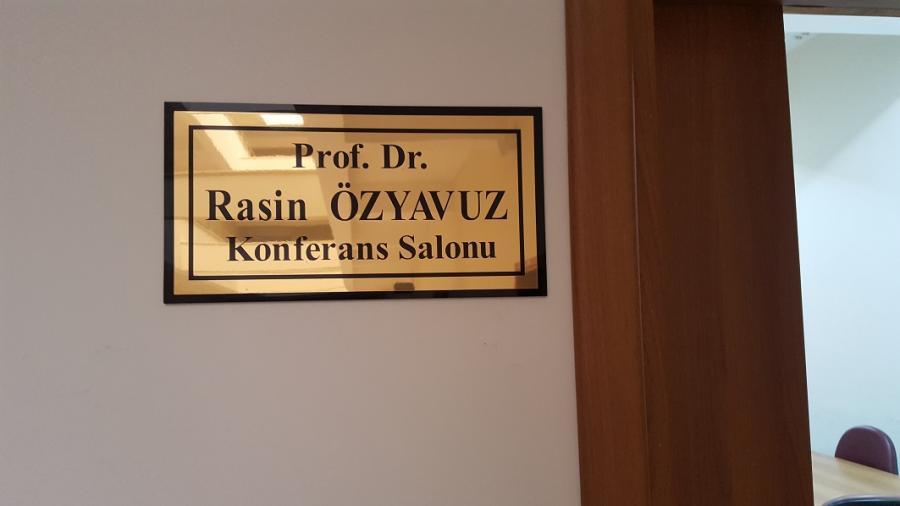 Prof. Dr.
Rasin ÖZYAVUZ
Konferans Salonu